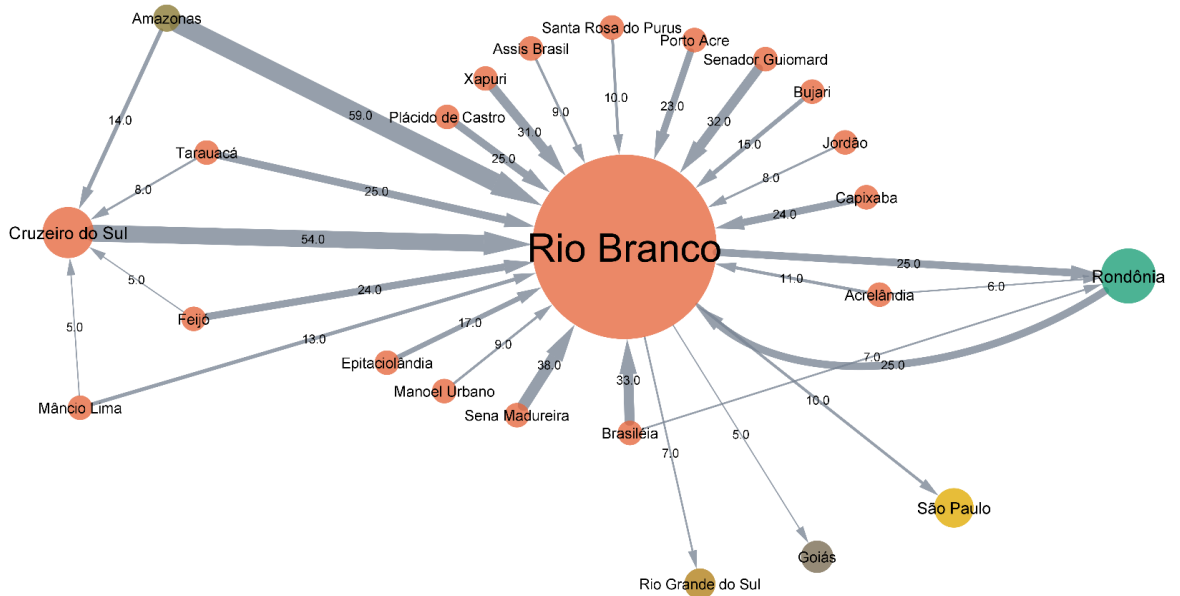 Amazonas
Santa Rosa do Purus
Porto Acre
Assis Brasil
Senador Guiomard
Xapuri
Bujari
Plácido de Castro
59.0
9.0
10.0
23.0
32.0
14.0
31.0
15.0
Jordão
Tarauacá
25.0
8.0
8.0
25.0
Capixaba
24.0
Cruzeiro do Sul
54.0
Rio Branco
25.0
Rondônia
5.0
24.0
11.0
Acrelândia
6.0
Feijó
17.0
5.0
13.0
9.0
7.0
Epitaciolândia
38.0
25.0
33.0
Manoel Urbano
10.0
Mâncio Lima
Sena Madureira
Brasiléia
5.0
7.0
São Paulo
Goiás
Rio Grande do Sul